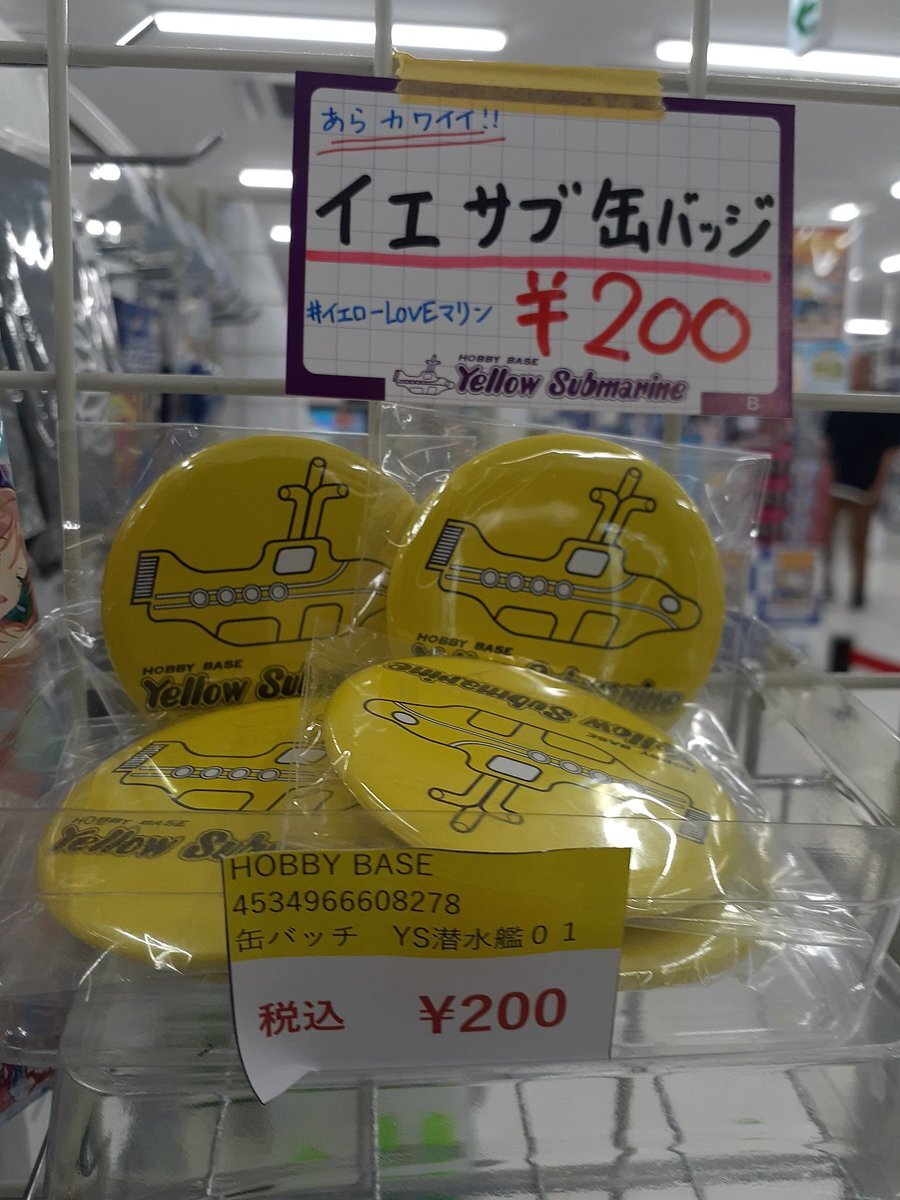 あら カワイイ!!
イエサブ缶バッジ
#イエローLOVEマリン
¥200
HOBBY BASE
Yellow Submarine
B
HOBBY BASE
Yellow Sub
HOBBY BASE
Submarine
Yellow Submarine
HOBBY BASE
Yellow Sub
HOBBY BASE
4534966608278
缶バッチ YS潜水艦01
税込 ¥200